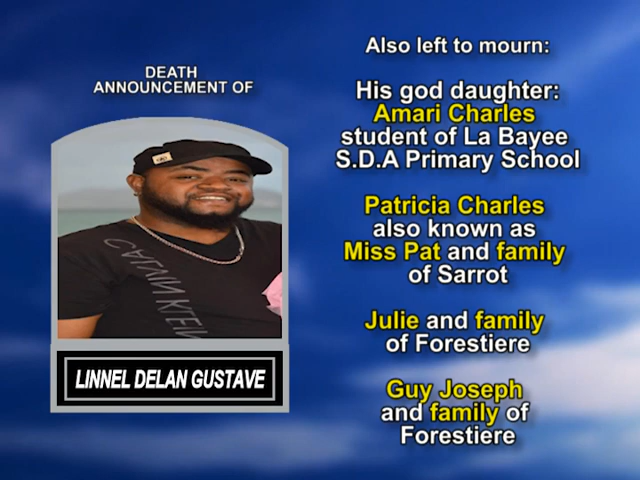 DEATH
ANNOUNCEMENT OF
CALVIN KLEIN
LINNEL DELAN GUSTAVE
Also left to mourn:
His god daughter:
Amari Charles
student of La Bayee
S.D.A Primary School
Patricia Charles
also known as
Miss Pat and family
of Sarrot
Julie and family
of Forestiere
Guy Joseph
and family of
Forestiere